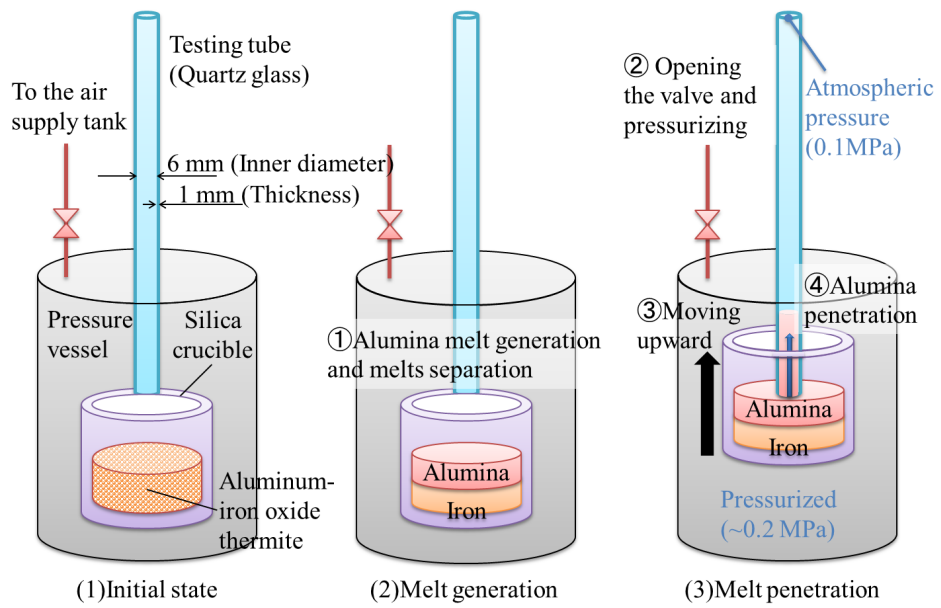 Testing tube
(Quartz glass)
To the air
supply tank
6 mm (Inner diameter)
1 mm (Thickness)
Pressure
vessel
Silica
crucible
Aluminum-
iron oxide
thermite
(1)Initial state
①Alumina melt generation
and melts separation
Alumina
Iron
(2)Melt generation
② Opening
the valve and
pressurizing
Atmospheric
pressure
(0.1MPa)
③Moving
upward
④Alumina
penetration
Alumina
Iron
Pressurized
(~0.2 MPa)
(3)Melt penetration